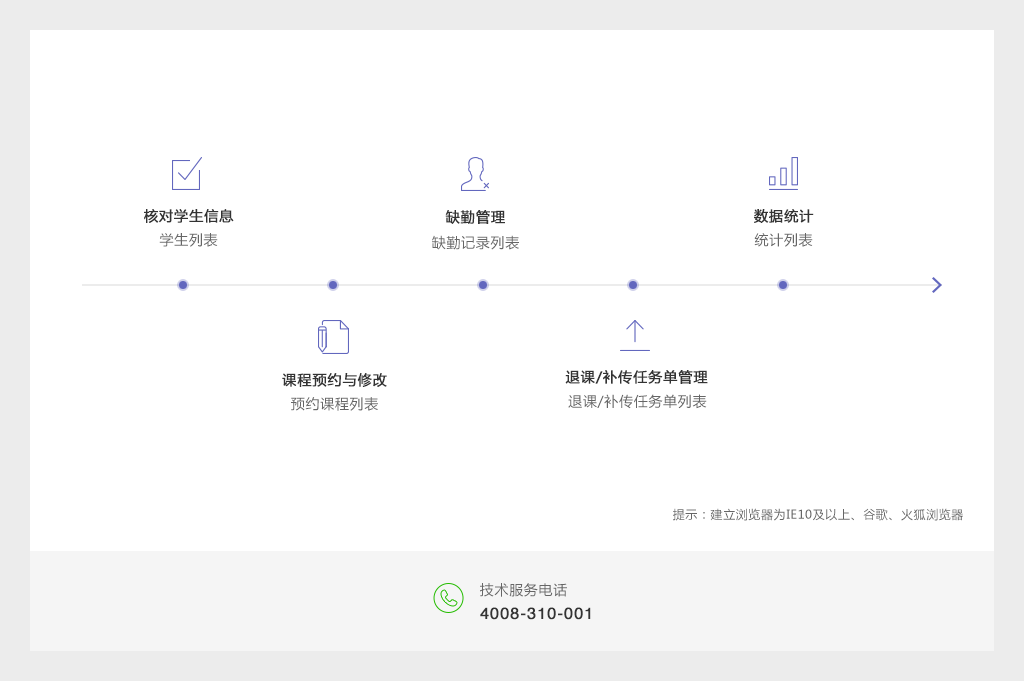 核对学生信息
学生列表
缺勤管理
缺勤记录列表
数据统计
统计列表
课程预约与修改
预约课程列表
退课/补传任务单管理
退课/补传任务单列表
提示：建立浏览器为IE10及以上、谷歌、火狐浏览器
技术服务电话
4008-310-001